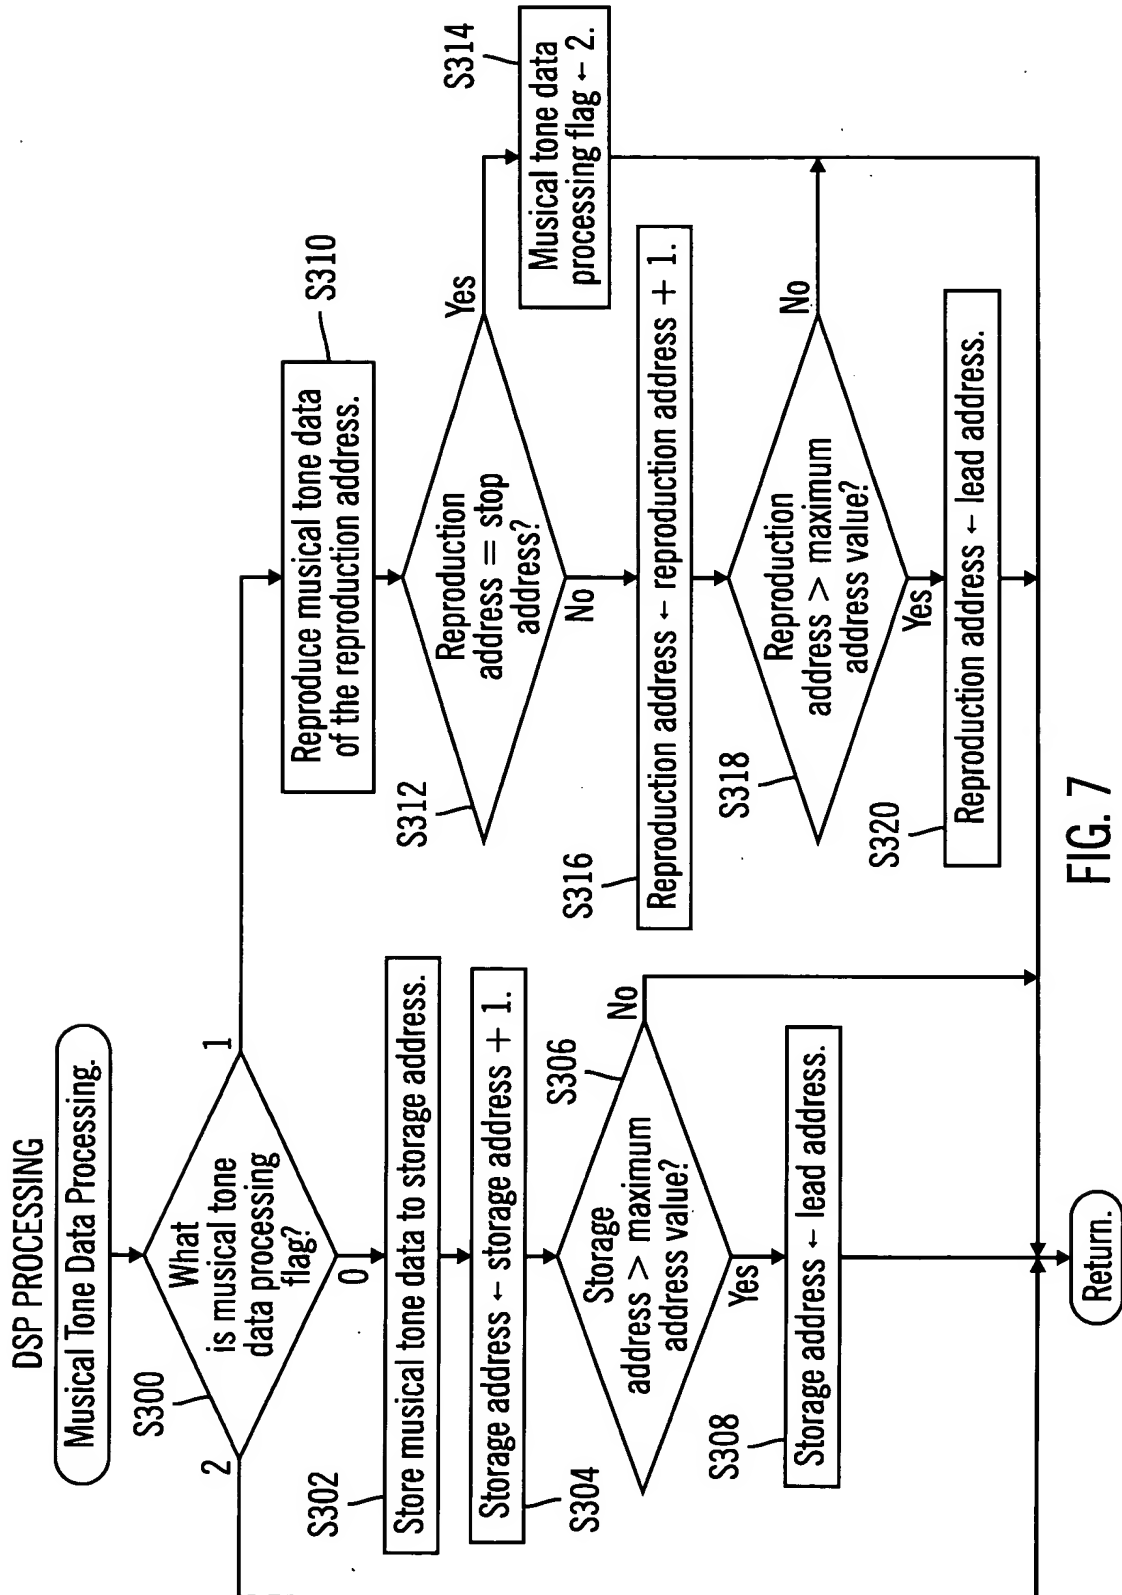 DSP PROCESSING
Musical Tone Data Processing.
What
is musical tone
data processing
flag?
S300
2
1
0
S302
Store musical tone data to storage address.
Storage address ← storage address + 1.
S304
Storage
address > maximum
address value?
S306
No
Yes
S308
Storage address ← lead address.
Return.
Reproduce musical tone data
of the reproduction address.
S310
Reproduction
address = stop
address?
S312
Yes
No
S314
Musical tone data
processing flag ← 2.
S316
Reproduction address ← reproduction address + 1.
Reproduction
address > maximum
address value?
S318
No
Yes
S320
Reproduction address ← lead address.
FIG. 7